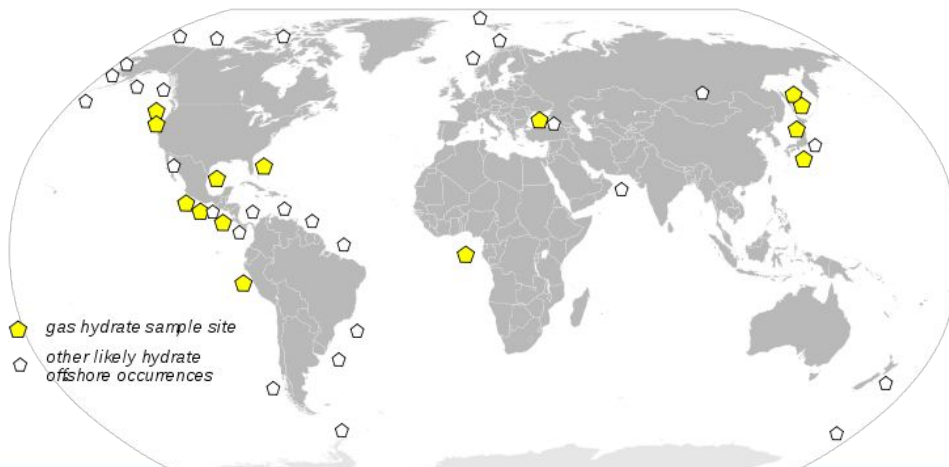 gas hydrate sample site
other likely hydrate
offshore occurrences